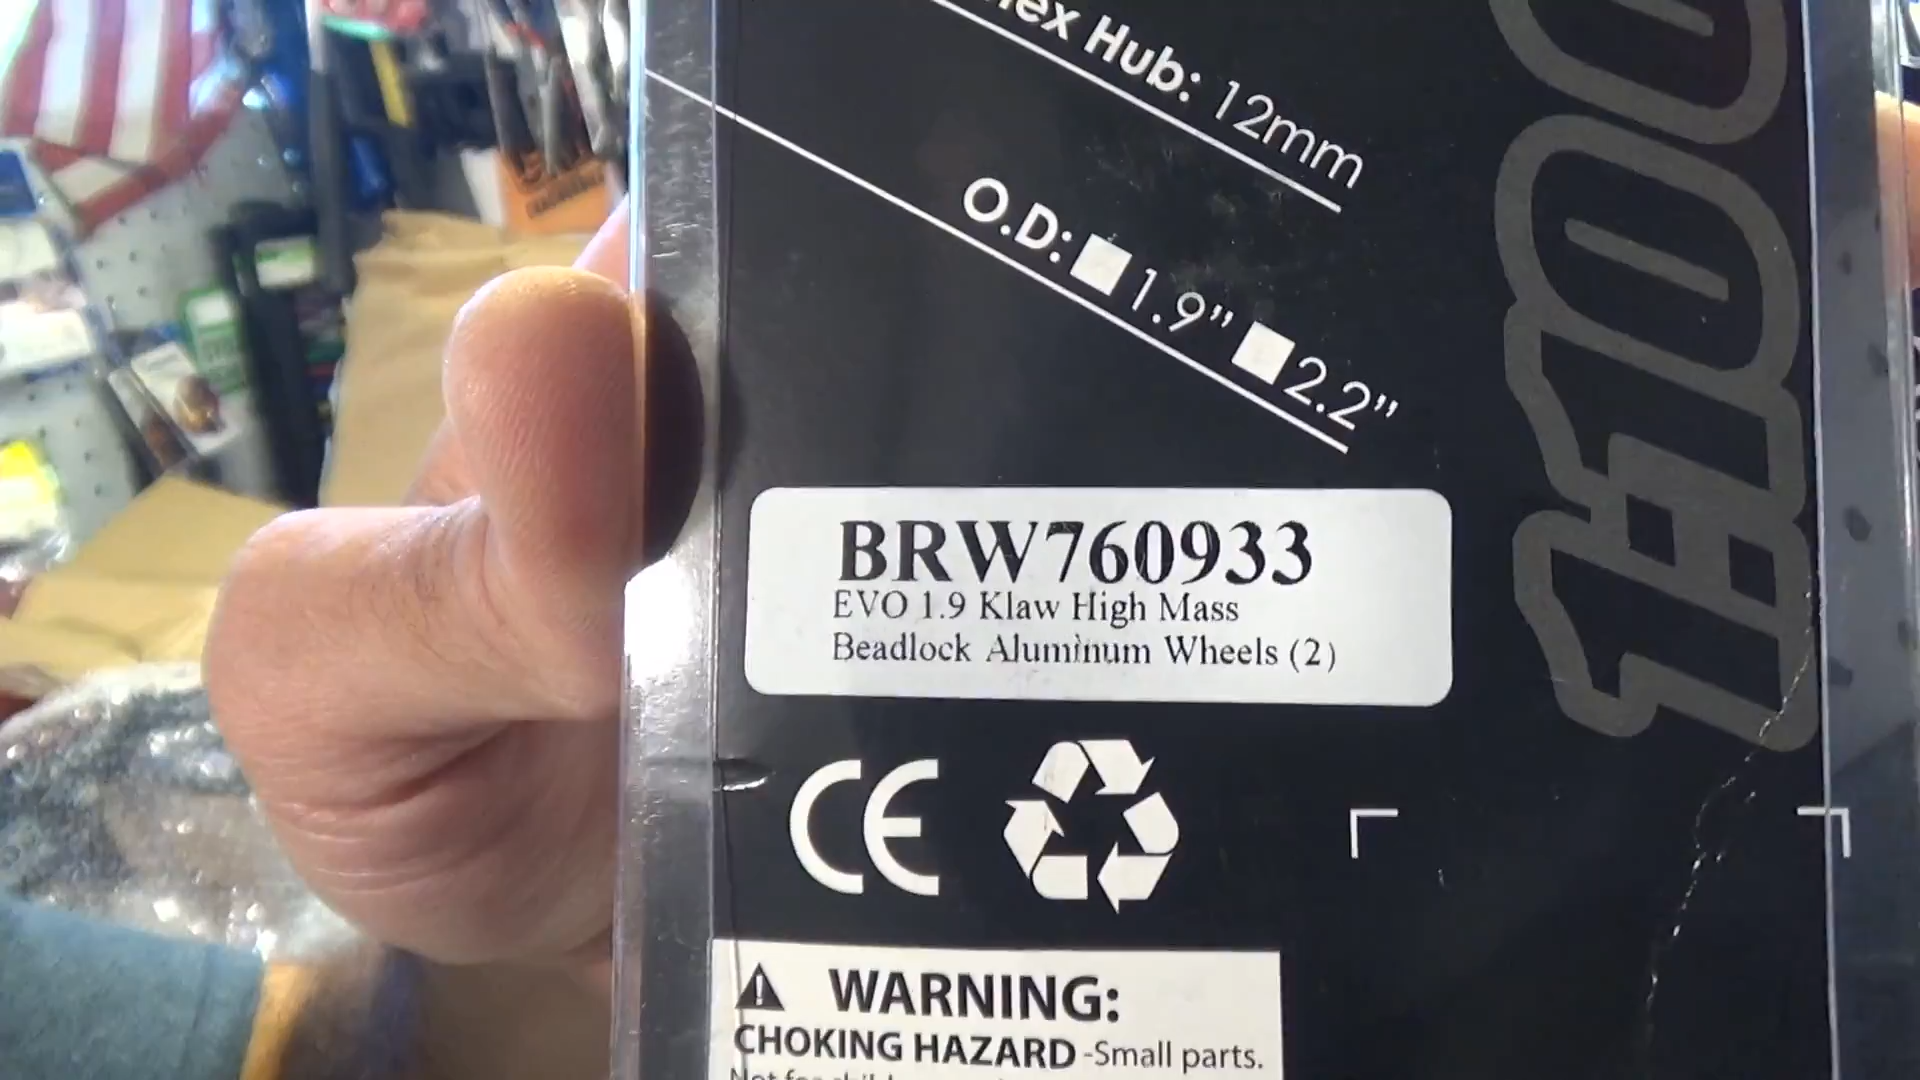 Hub: 12mm
O.D: 1.9” 2.2”
BRW760933
EVO 1.9 Klaw High Mass
Beadlock Aluminum Wheels (2)
CE
WARNING:
CHOKING HAZARD -Small parts.